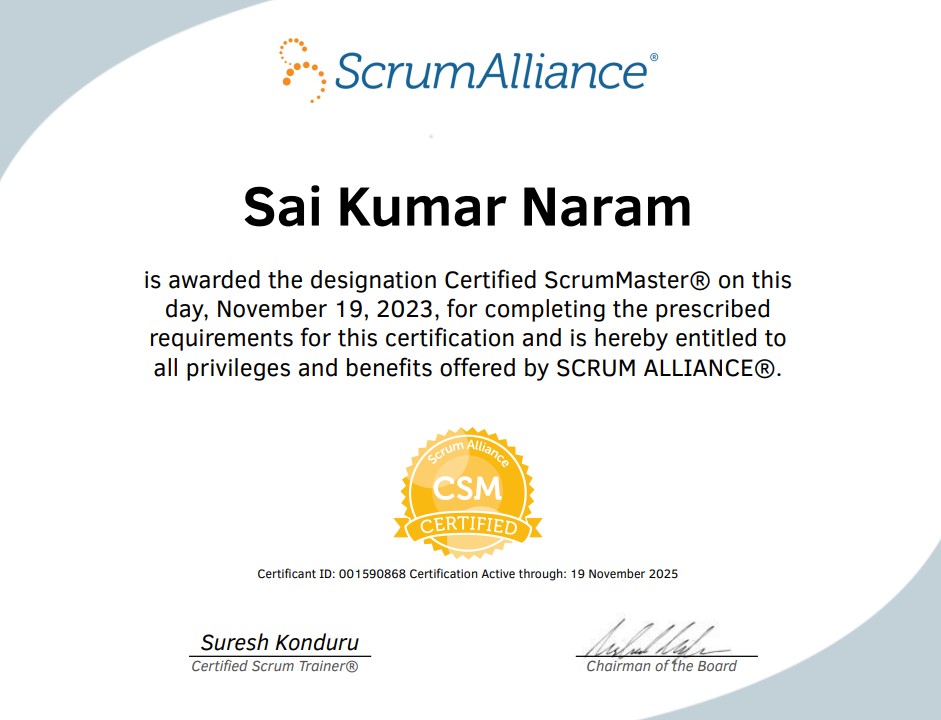 ScrumAlliance®
Sai Kumar Naram
is awarded the designation Certified ScrumMaster® on this
day, November 19, 2023, for completing the prescribed
requirements for this certification and is hereby entitled to
all privileges and benefits offered by SCRUM ALLIANCE®.
Scrum Alliance
CSM
CERTIFIED
Certificant ID: 001590868 Certification Active through: 19 November 2025
Suresh Konduru
Certified Scrum Trainer®
Chairman of the Board